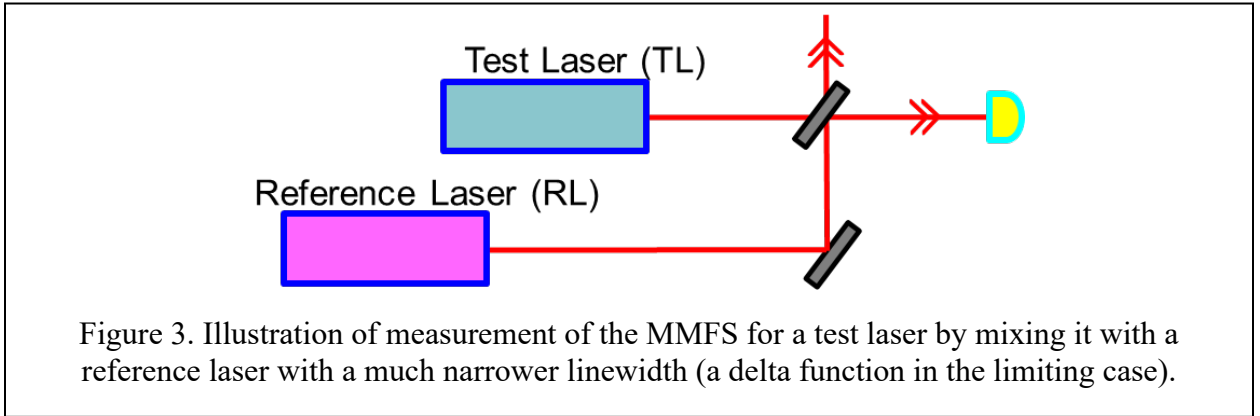 Test Laser (TL)
Reference Laser (RL)
Figure 3. Illustration of measurement of the MMFS for a test laser by mixing it with a
reference laser with a much narrower linewidth (a delta function in the limiting case).